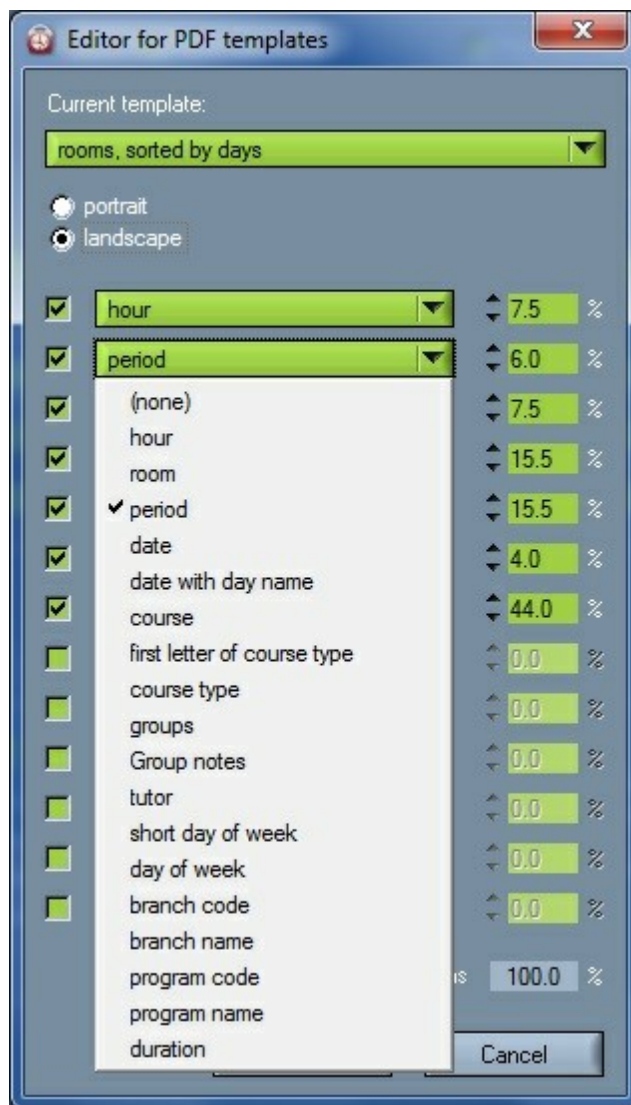 Editor for PDF templates
Current template:
rooms, sorted by days
portrait
landscape
hour 7.5 %
period 6.0 %
(none) 7.5 %
hour
room 15.5 %
period 15.5 %
date 4.0 %
date with day name
course 44.0 %
first letter of course type 0.0 %
course type 0.0 %
groups
Group notes 0.0 %
tutor 0.0 %
short day of week
day of week 0.0 %
branch code 0.0 %
branch name
program code 100.0 %
program name
duration Cancel